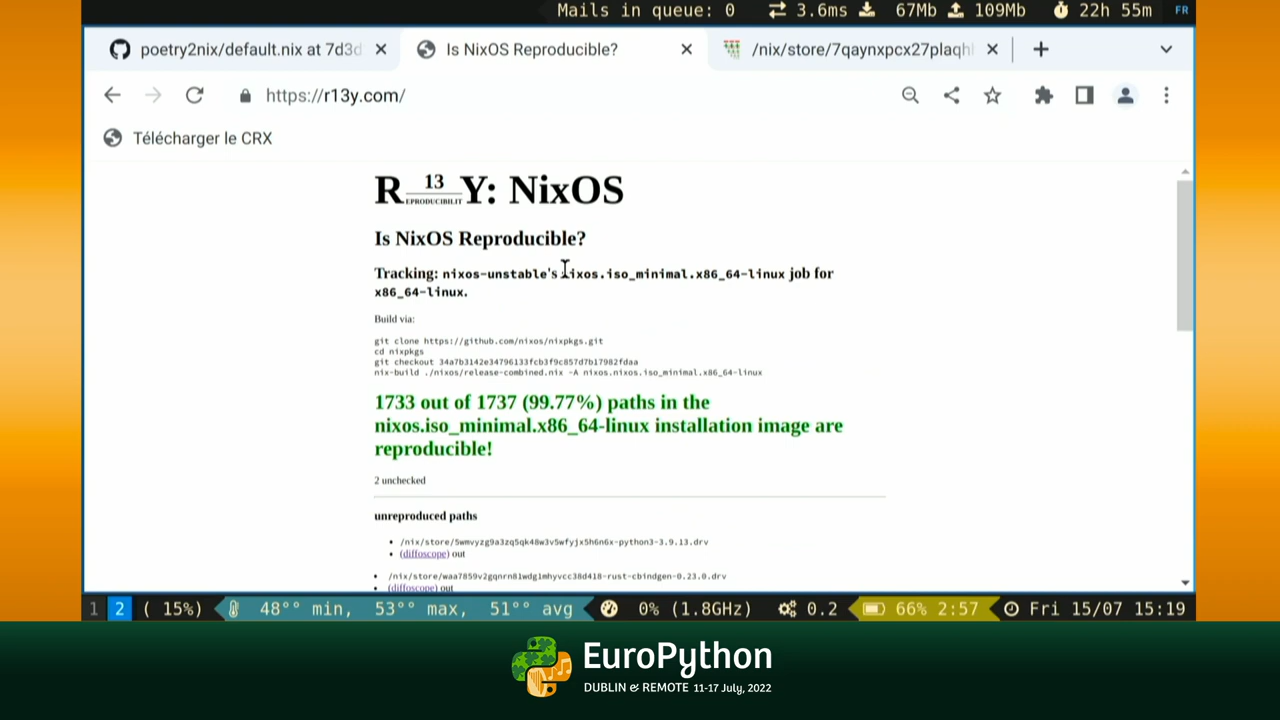 Mails in queue: 0 3.6ms 67Mb 109Mb 22h 55m FR
poetry2nix/default.nix at 7d3d
Is NixOS Reproducible?
/nix/store/7qaynxpcx27plaqhl
https://r13y.com/
Télécharger le CRX
R13Y: NixOS
EPRODUCIBILIT
Is NixOS Reproducible?
Tracking: nixos-unstable's nixos.iso_minimal.x86_64-linux job for
x86_64-linux.
Build via:
git clone https://github.com/nixos/nixpkgs.git
cd nixpkgs
git checkout 34a7b3142e34796133fcb3f9c857d7b17982fdaa
nix-build ./nixos/release-combined.nix -A nixos.nixos.iso_minimal.x86_64-linux
1733 out of 1737 (99.77%) paths in the
nixos.iso_minimal.x86_64-linux installation image are
reproducible!
2 unchecked
unreproduced paths
/nix/store/5wmvyzg9a3zq5qk48w3v5wfyjx5h6n6x-python3-3.9.13.drv
(diffoscope) out
/nix/store/waa7859v2gqnrn81wdg1mhyvcc38d418-rust-cbindgen-0.23.0.drv
(diffoscope) out
1 2 ( 15%) 48°° min, 53°° max, 51°° avg 0% (1.8GHz) 0.2 66% 2:57 Fri 15/07 15:19
EuroPython
DUBLIN & REMOTE 11-17 July, 2022